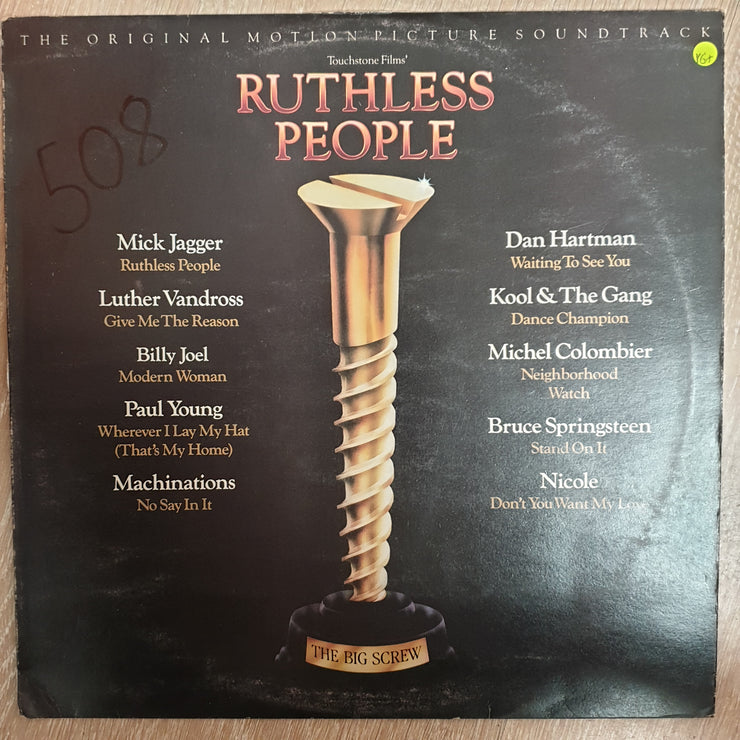 THE ORIGINAL MOTION PICTURE SOUNDTRACK
VG+
Touchstone Films'
RUTHLESS
PEOPLE
508
Mick Jagger
Ruthless People
Luther Vandross
Give Me The Reason
Billy Joel
Modern Woman
Paul Young
Wherever I Lay My Hat
(That's My Home)
Machinations
No Say In It
Dan Hartman
Waiting To See You
Kool & The Gang
Dance Champion
Michel Colombier
Neighborhood
Watch
Bruce Springsteen
Stand On It
Nicole
Don't You Want My Love
THE BIG SCREW